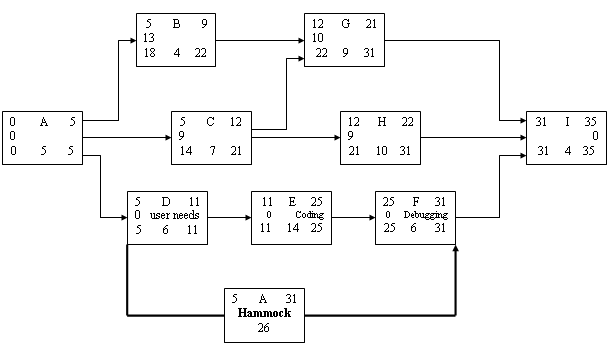 5 B 9
13
18 4 22
12 G 21
10
22 9 31
0 A 5
0
0 5 5
5 C 12
9
14 7 21
12 H 22
9
21 10 31
31 I 35
0
31 4 35
5 D 11
0 user needs
5 6 11
11 E 25
0 Coding
11 14 25
25 F 31
0 Debugging
25 6 31
5 A 31
Hammock
26